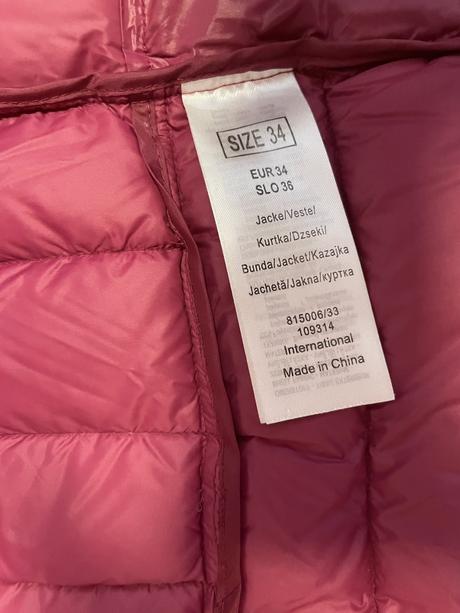 SIZE 34
EUR 34
SLO 36
Jacke/Veste/
Kurtka/Dzseki/
Bunda/Jacket/Kazajka
Jachetă/Jakna/куртка
815006/33
109314
International
Made in China